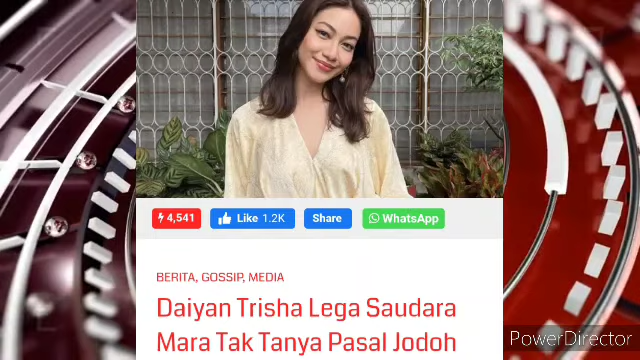 4,541
Like 1.2K
Share
WhatsApp
BERITA, GOSSIP, MEDIA
Daiyan Trisha Lega Saudara
Mara Tak Tanya Pasal Jodoh
PowerDirector